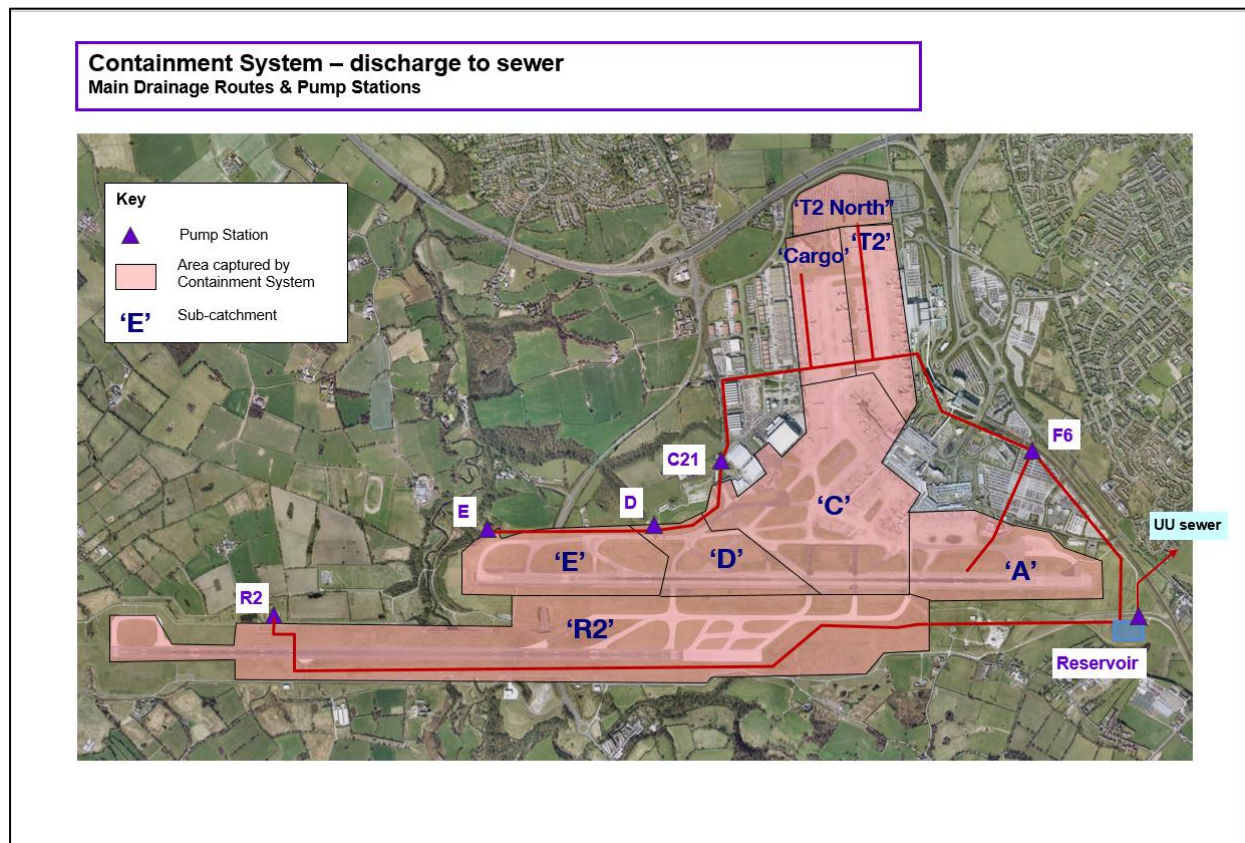 Containment System – discharge to sewer
Main Drainage Routes & Pump Stations
Key
Pump Station
Area captured by
Containment System
‘E’
Sub-catchment
‘T2 North”
‘Cargo’
‘T2’
F6
C21
‘C’
D
E
UU sewer
‘E’
‘D’
‘A’
R2
‘R2’
Reservoir